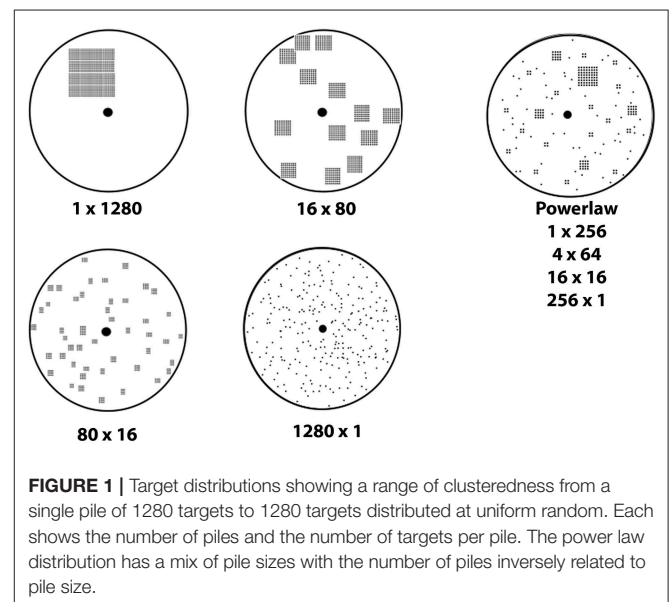 1 x 1280
16 x 80
Powerlaw
1 x 256
4 x 64
16 x 16
256 x 1
80 x 16
1280 x 1
FIGURE 1 | Target distributions showing a range of clusteredness from a
single pile of 1280 targets to 1280 targets distributed at uniform random. Each
shows the number of piles and the number of targets per pile. The power law
distribution has a mix of pile sizes with the number of piles inversely related to
pile size.